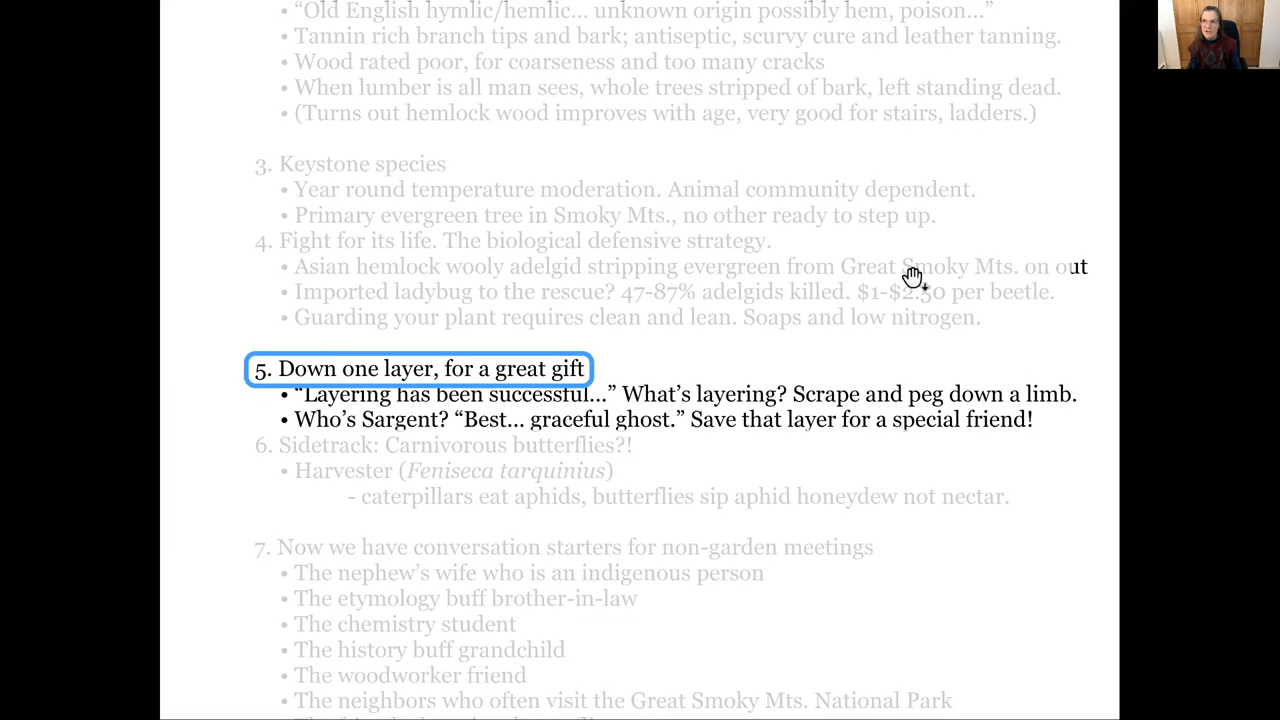 • “Old English hymlic/hemlic... unknown origin possibly hem, poison...”
• Tannin rich branch tips and bark; antiseptic, scurvy cure and leather tanning.
• Wood rated poor, for coarseness and too many cracks
• When lumber is all man sees, whole trees stripped of bark, left standing dead.
• (Turns out hemlock wood improves with age, very good for stairs, ladders.)
3. Keystone species
• Year round temperature moderation. Animal community dependent.
• Primary evergreen tree in Smoky Mts., no other ready to step up.
4. Fight for its life. The biological defensive strategy.
• Asian hemlock wooly adelgid stripping evergreen from Great Smoky Mts. on out
• Imported ladybug to the rescue? 47-87% adelgids killed. $1-$2.50 per beetle.
• Guarding your plant requires clean and lean. Soaps and low nitrogen.
5. Down one layer, for a great gift
• “Layering has been successful...” What’s layering? Scrape and peg down a limb.
• Who’s Sargent? “Best... graceful ghost.” Save that layer for a special friend!
6. Sidetrack: Carnivorous butterflies?!
• Harvester (Feniseca tarquinius)
- caterpillars eat aphids, butterflies sip aphid honeydew not nectar.
7. Now we have conversation starters for non-garden meetings
• The nephew’s wife who is an indigenous person
• The etymology buff brother-in-law
• The chemistry student
• The history buff grandchild
• The woodworker friend
• The neighbors who often visit the Great Smoky Mts. National Park